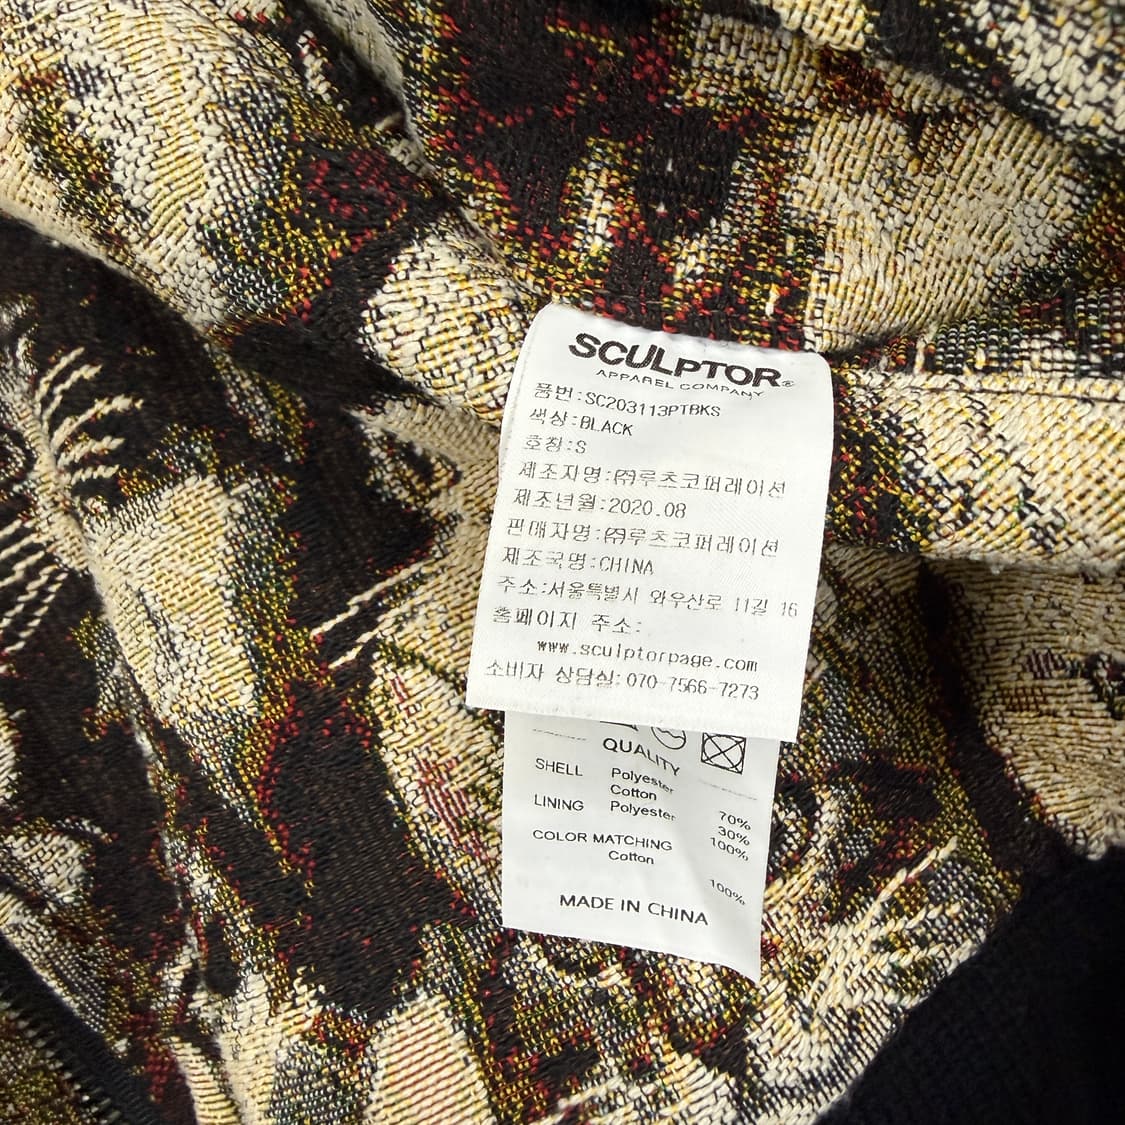 SCULPTOR®
APPAREL COMPANY
품번:SC203113PTBKS
색상:BLACK
호칭:S
제조자명:㈜루츠코퍼레이션
제조년월:2020.08
판매자명:㈜루츠코퍼레이션
제조국명:CHINA
주소:서울특별시 와우산로 11길 16
홈페이지 주소:
www.sculptorpage.com
소비자 상담실:070-7566-7273
QUALITY
SHELL Polyester 70%
Cotton 30%
LINING Polyester 100%
COLOR MATCHING
Cotton 100%
MADE IN CHINA